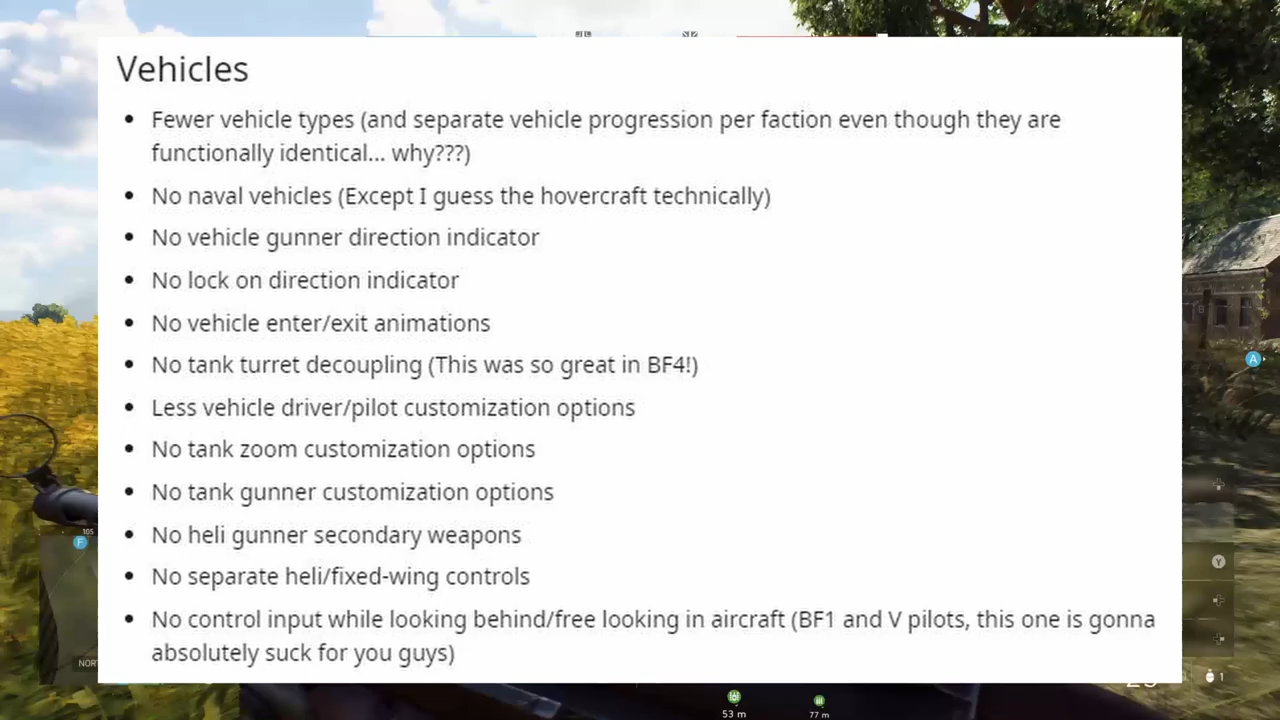 Vehicles
• Fewer vehicle types (and separate vehicle progression per faction even though they are
functionally identical... why???)
• No naval vehicles (Except I guess the hovercraft technically)
• No vehicle gunner direction indicator
• No lock on direction indicator
• No vehicle enter/exit animations
• No tank turret decoupling (This was so great in BF4!)
• Less vehicle driver/pilot customization options
• No tank zoom customization options
• No tank gunner customization options
• No heli gunner secondary weapons
• No separate heli/fixed-wing controls
• No control input while looking behind/free looking in aircraft (BF1 and V pilots, this one is gonna
absolutely suck for you guys)
A
105
F
Y
1
53 m
77 m